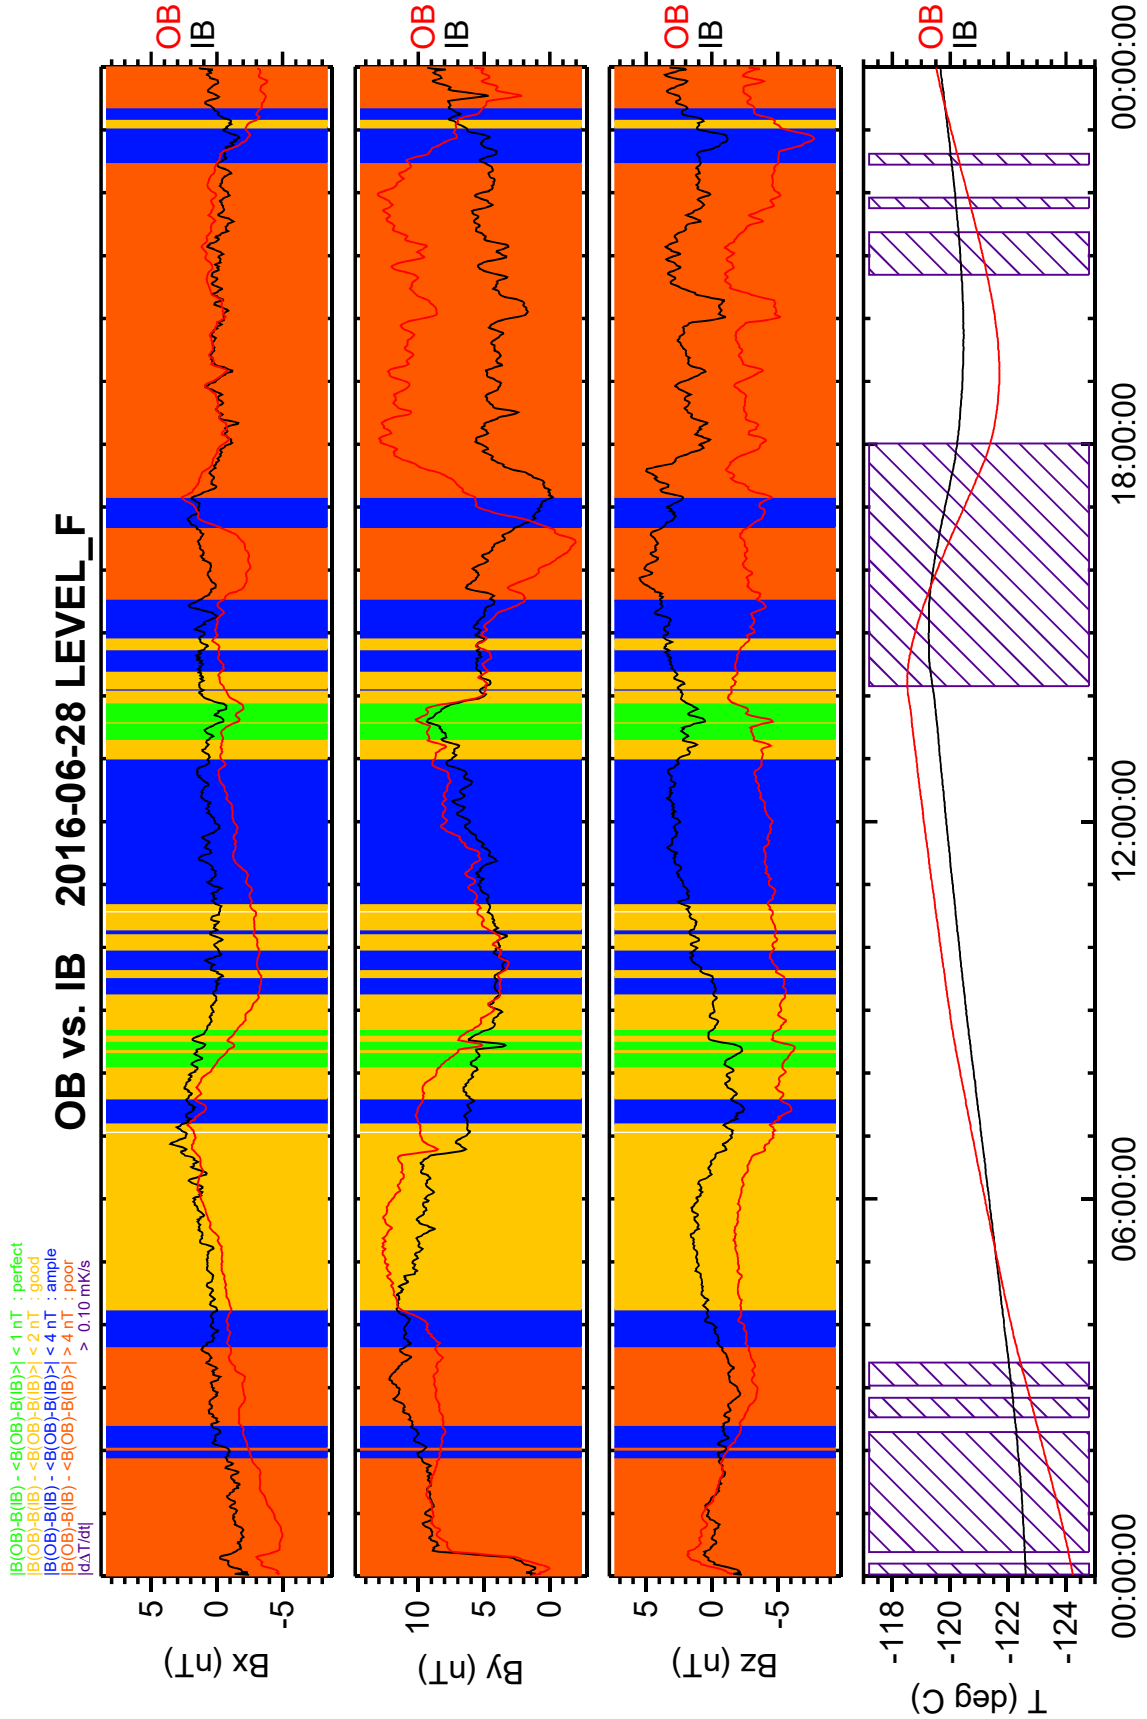 |B(OB)-B(IB) - <B(OB)-B(IB)>| < 1 nT : perfect
|B(OB)-B(IB) - <B(OB)-B(IB)>| < 2 nT : good
|B(OB)-B(IB) - <B(OB)-B(IB)>| < 4 nT : ample
|B(OB)-B(IB) - <B(OB)-B(IB)>| > 4 nT : poor
|dΔT/dt| > 0.10 mK/s
OB vs. IB 2016-06-28 LEVEL_F
Bx (nT)
5
0
-5
OB
IB
By (nT)
10
5
0
OB
IB
Bz (nT)
5
0
-5
OB
IB
T (deg C)
-118
-120
-122
-124
OB
IB
00:00:00
06:00:00
12:00:00
18:00:00
00:00:00